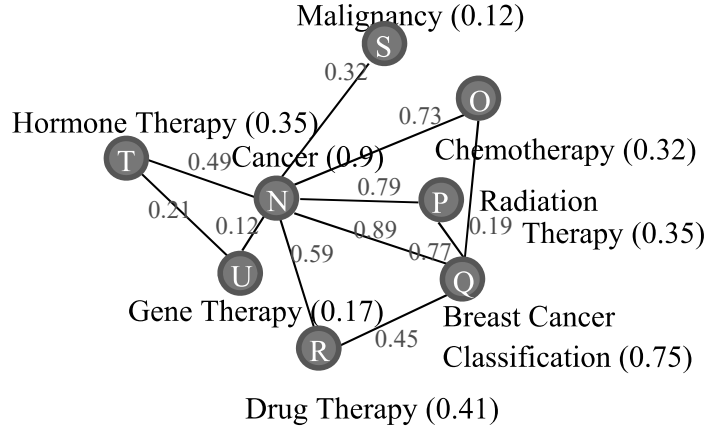 Malignancy (0.12)
S
0.32
O
0.73
Hormone Therapy (0.35)
T
0.49
Cancer (0.9)
Chemotherapy (0.32)
N
0.79
P
Radiation
Therapy (0.35)
0.21
0.12
0.89
0.19
0.59
0.77
U
Q
Gene Therapy (0.17)
Breast Cancer
Classification (0.75)
R
0.45
Drug Therapy (0.41)